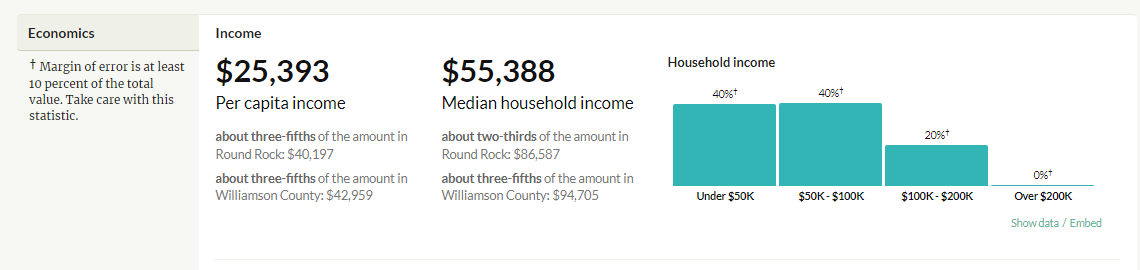 Economics
† Margin of error is at least
10 percent of the total
value. Take care with this
statistic.
Income
$25,393
Per capita income
about three-fifths of the amount in
Round Rock: $40,197
about three-fifths of the amount in
Williamson County: $42,959
$55,388
Median household income
about two-thirds of the amount in
Round Rock: $86,587
about three-fifths of the amount in
Williamson County: $94,705
Household income
40%† 40%† 20%† 0%†
Under $50K $50K - $100K $100K - $200K Over $200K
Show data / Embed